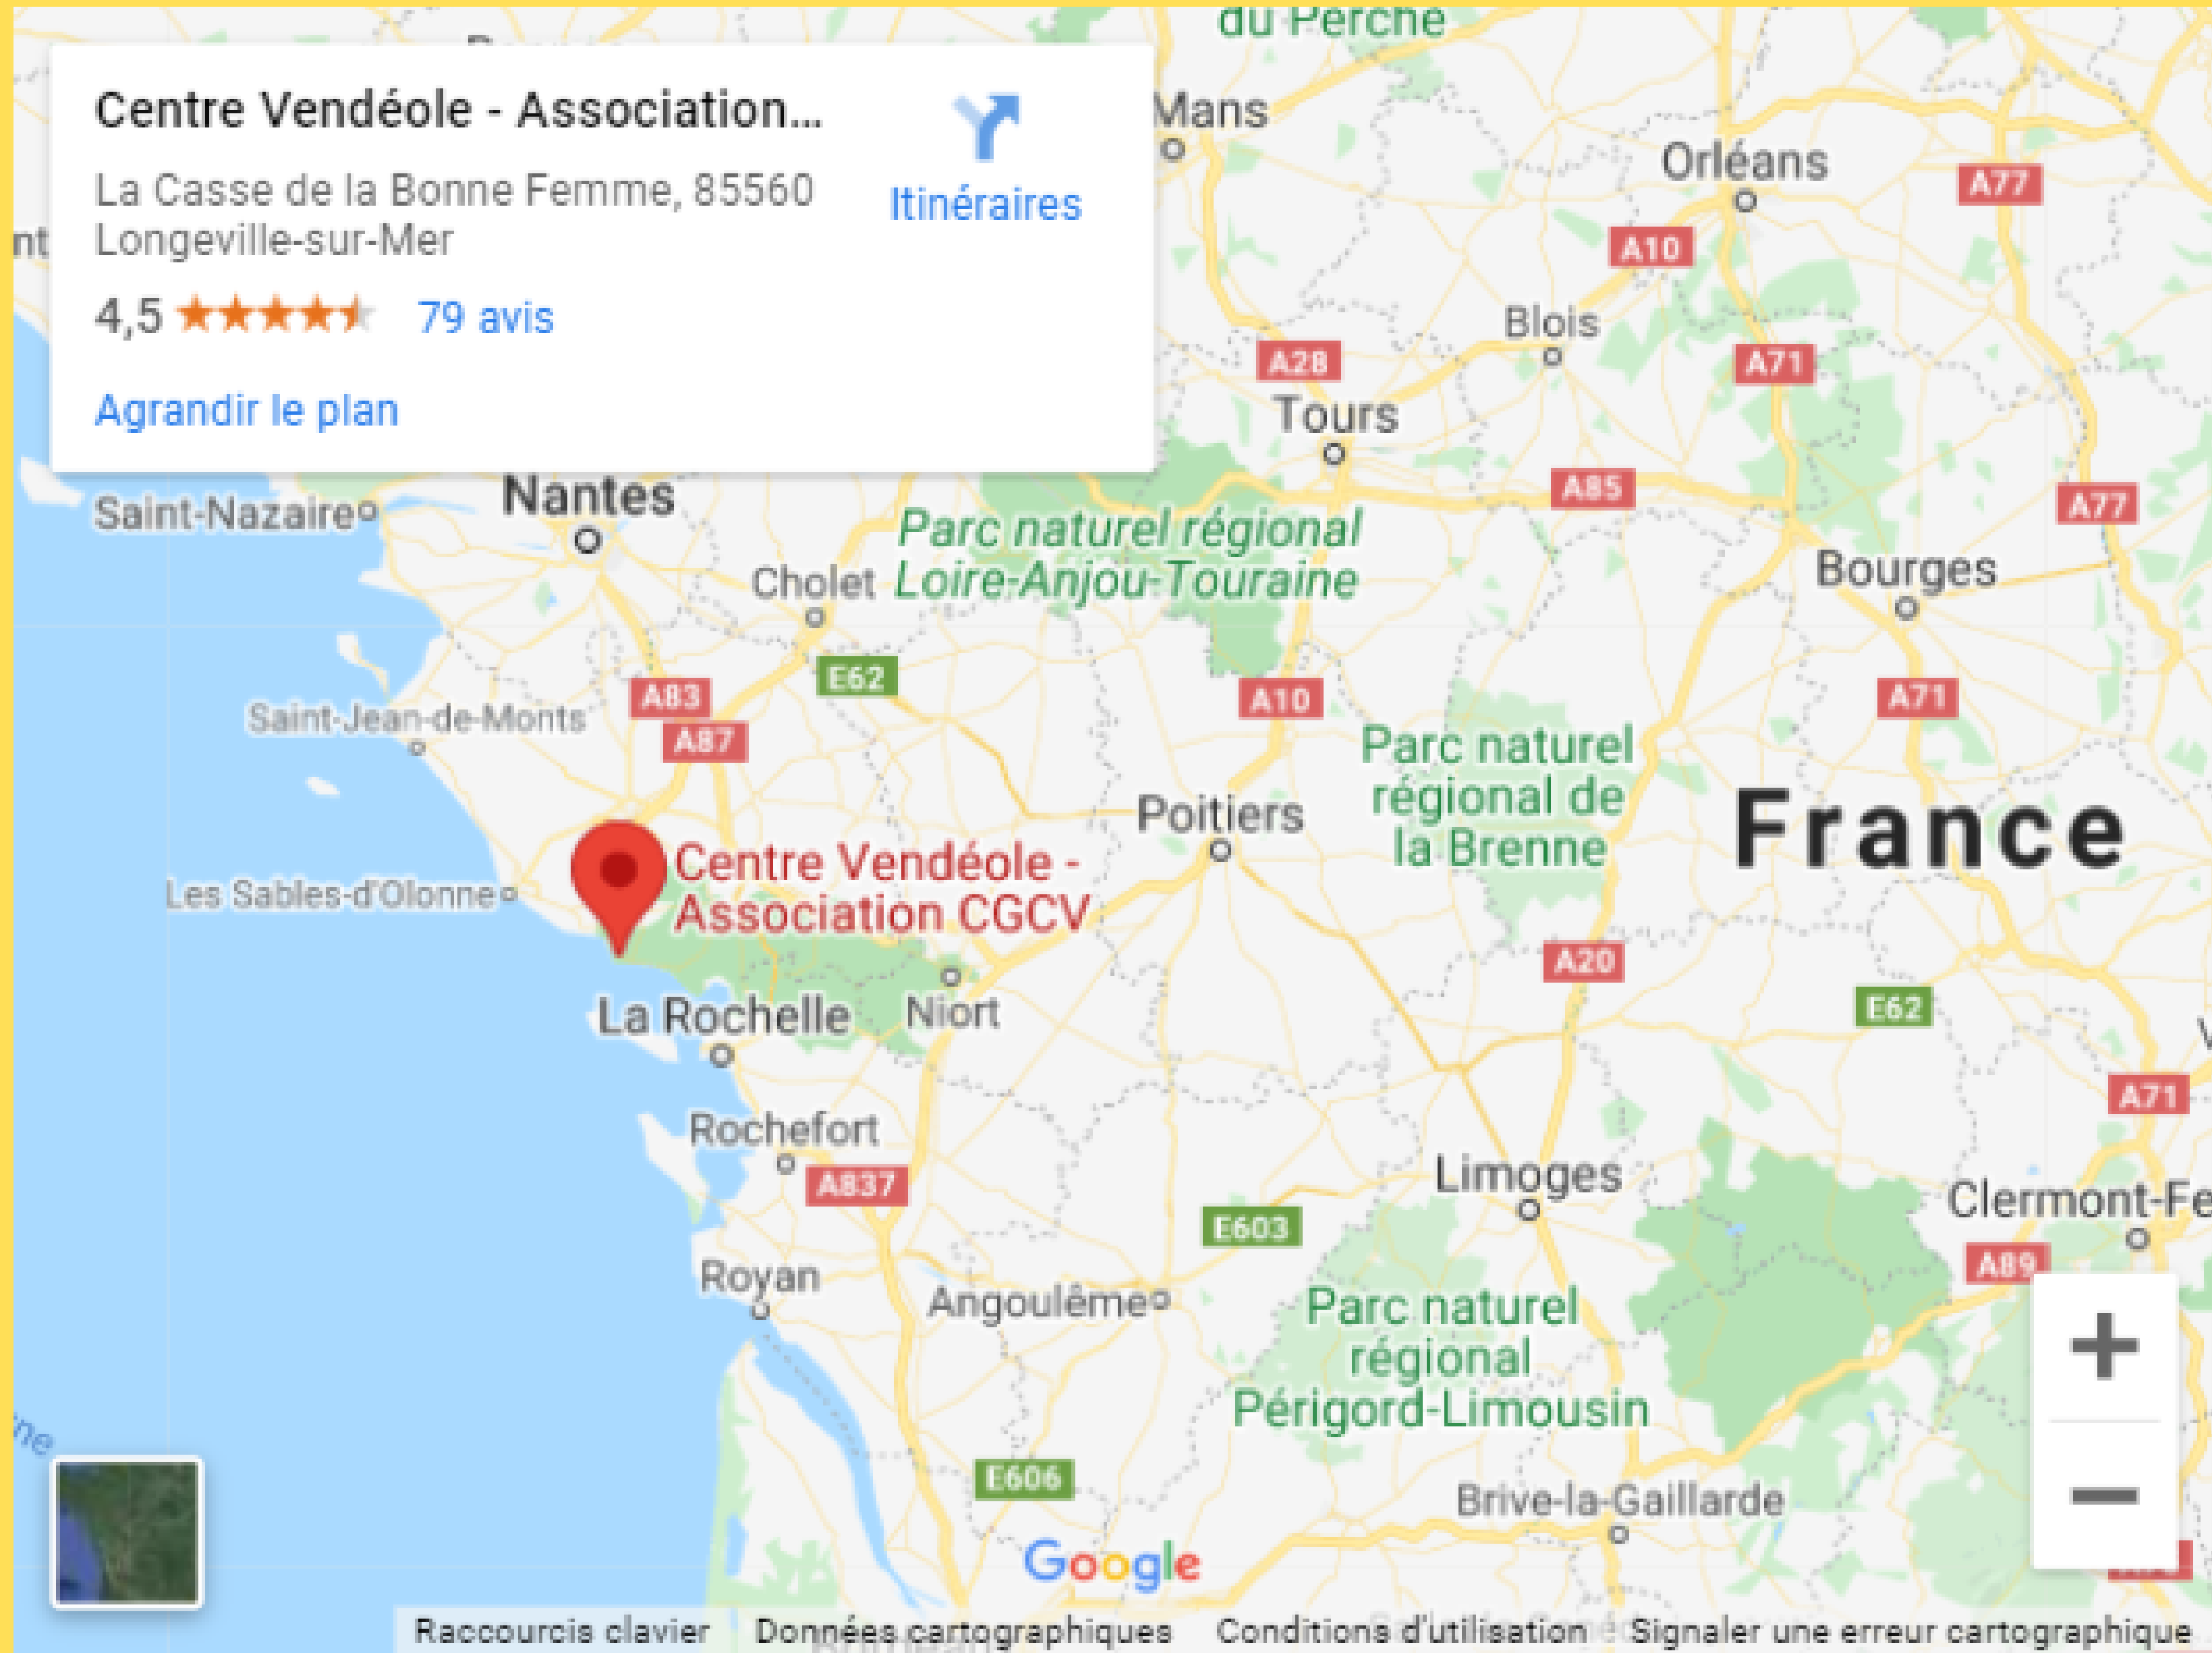 du Perche
Centre Vendéole - Association...
La Casse de la Bonne Femme, 85560
Longeville-sur-Mer
Itinéraires
4,5
79 avis
Agrandir le plan
Mans
Orléans
A77
A10
Blois
A28
A71
Tours
nt
Nantes
Saint-Nazaire
A85
A77
Parc naturel régional
Loire-Anjou-Touraine
Cholet
Bourges
E62
A83
A87
A10
A71
Saint-Jean-de-Monts
Parc naturel
régional de
la Brenne
Poitiers
France
Centre Vendéole -
Association CGCV
Les Sables-d'Olonne
A20
E62
La Rochelle
Niort
A71
Rochefort
A837
Limoges
Clermont-Fe
E603
A89
Royan
Angoulême
Parc naturel
régional
Périgord-Limousin
ne
E606
Brive-la-Gaillarde
Google
Raccourcis clavier
Données cartographiques
Conditions d'utilisation
Signaler une erreur cartographique